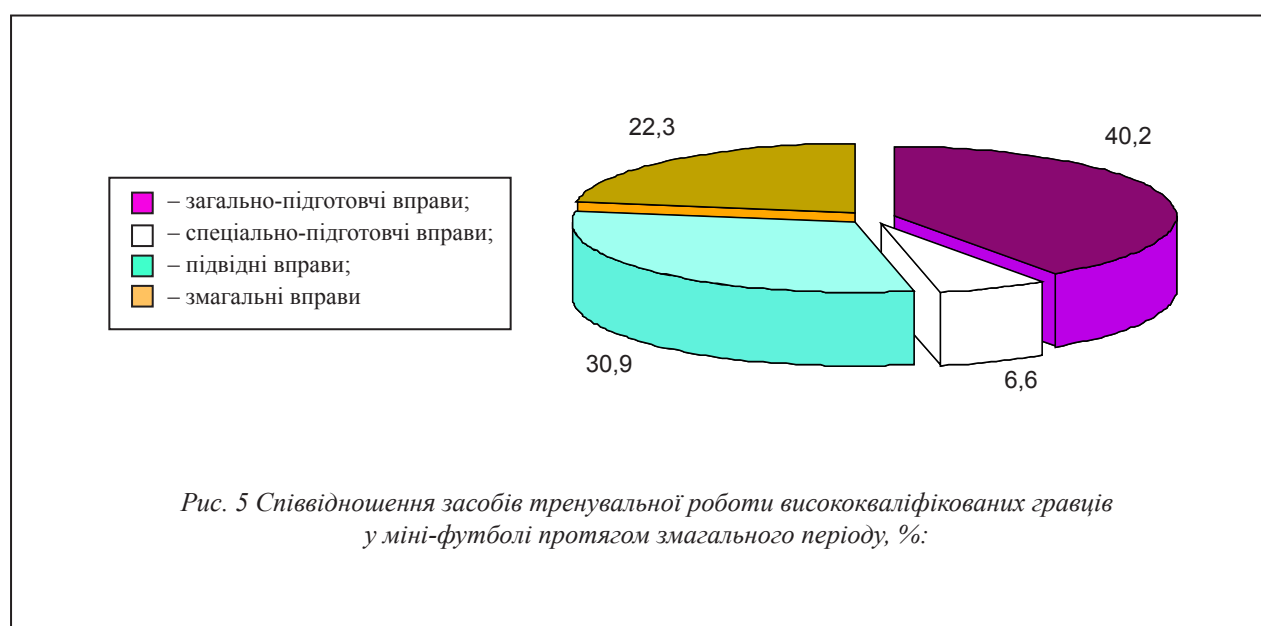 22,3
40,2
– загально-підготовчі вправи;
– спеціально-підготовчі вправи;
– підвідні вправи;
– змагальні вправи
30,9
6,6
Рис. 5 Співвідношення засобів тренувальної роботи висококваліфікованих гравців
у міні-футболі протягом змагального періоду, %: